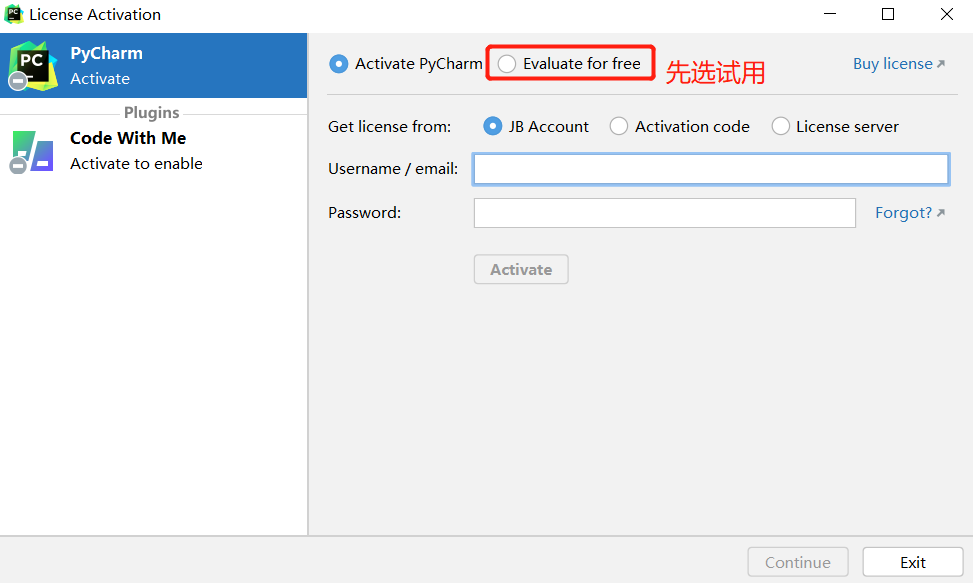 License Activation
PyCharm
Activate
Plugins
Code With Me
Activate to enable
Activate PyCharm Evaluate for free 先选试用 Buy license
Get license from: JB Account Activation code License server
Username / email:
Password: Forgot?
Activate
Continue Exit